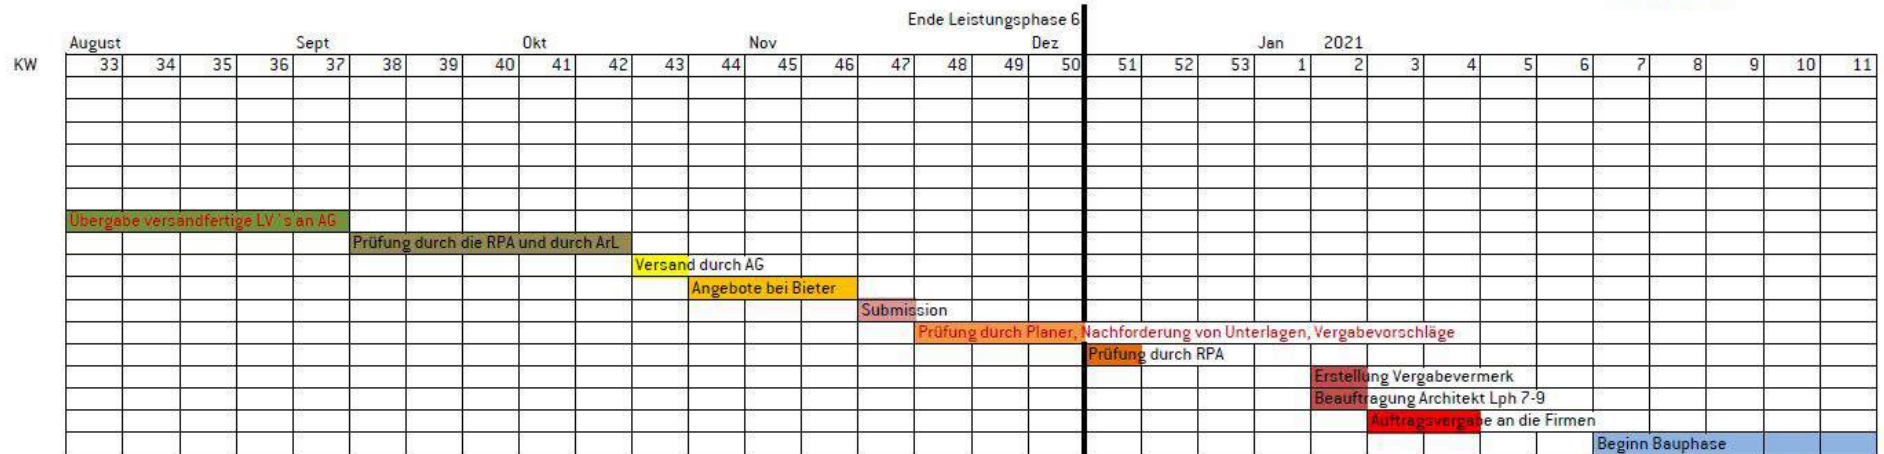 Ende Leistungsphase 6
August Sept Okt Nov Dez Jan 2021
KW 33 34 35 36 37 38 39 40 41 42 43 44 45 46 47 48 49 50 51 52 53 1 2 3 4 5 6 7 8 9 10 11
Übergabe versandfertige LV´s an AG
Prüfung durch die RPA und durch ArL
Versand durch AG
Angebote bei Bieter
Submission
Prüfung durch Planer, Nachforderung von Unterlagen, Vergabevorschläge
Prüfung durch RPA
Erstellung Vergabevermerk
Beauftragung Architekt Lph 7-9
Auftragsvergabe an die Firmen
Beginn Bauphase